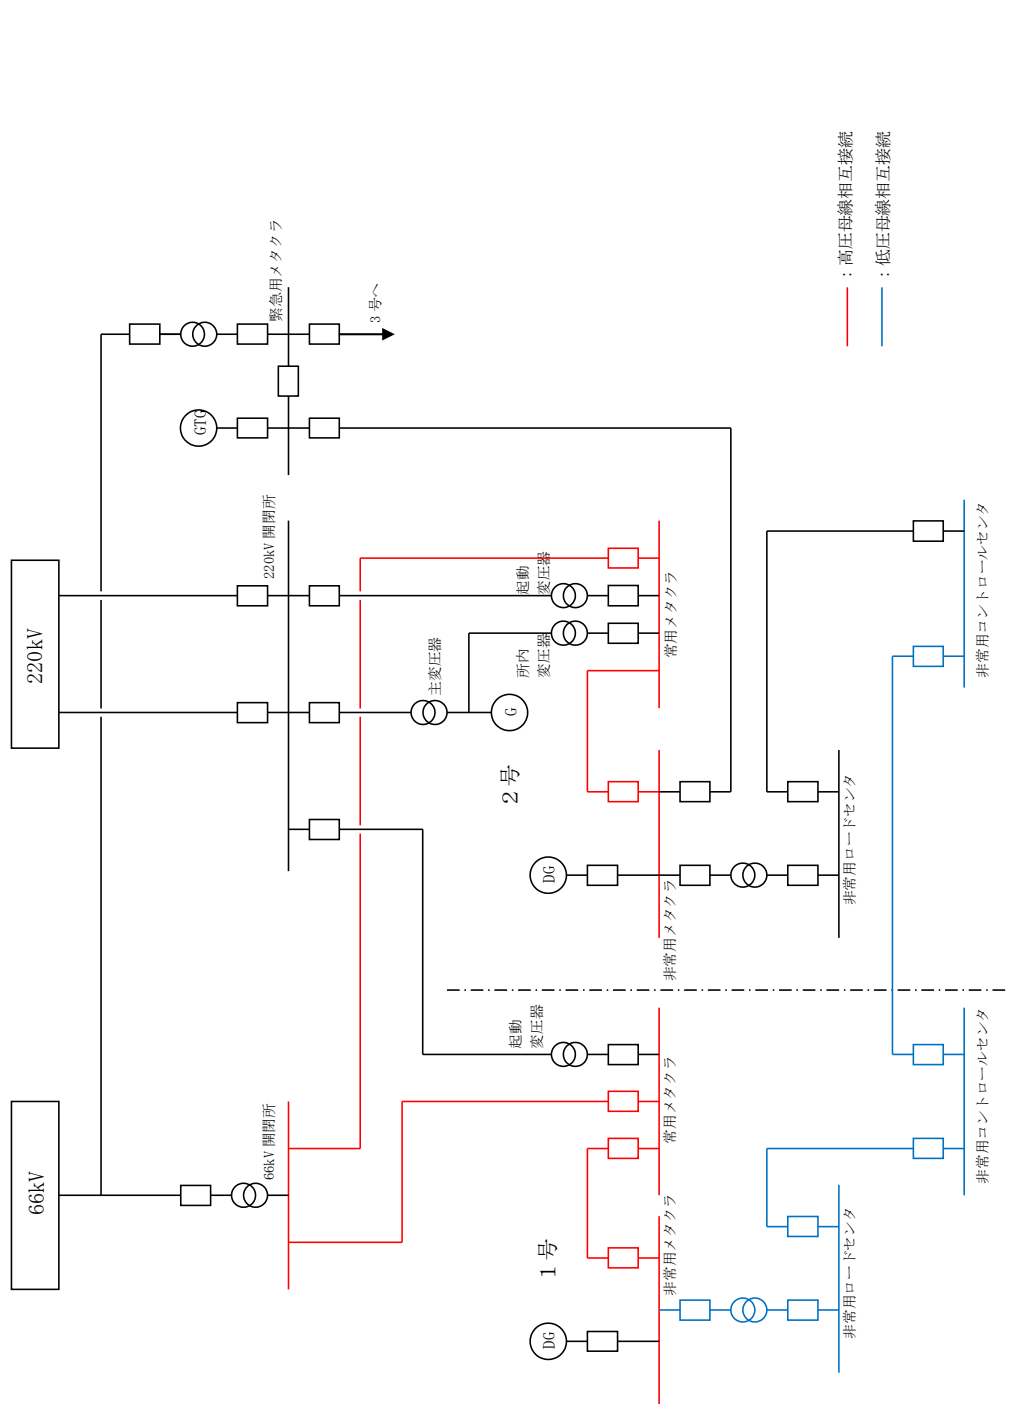 66kV
220kV
GTG
66kV 開閉所
220kV 開閉所
緊急用メタクラ
3 号へ
主変圧器
G
2 号
起動
変圧器
所内
変圧器
起動
変圧器
1 号
DG
DG
非常用メタクラ
常用メタクラ
非常用メタクラ
常用メタクラ
非常用ロードセンタ
非常用ロードセンタ
：高圧母線相互接続
：低圧母線相互接続
非常用コントロールセンタ
非常用コントロールセンタ